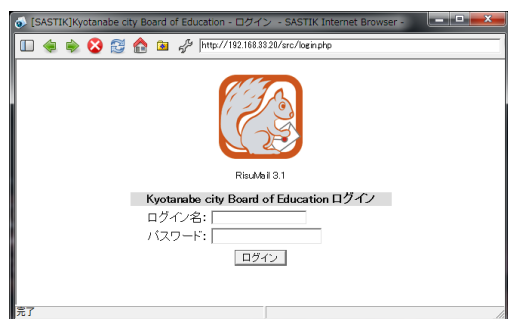 [SASTIK]Kyotanabe city Board of Education - ログイン - SASTIK Internet Browser -
http://192.168.33.20/src/login.php
RisuMail 3.1
Kyotanabe city Board of Education ログイン
ログイン名:
パスワード:
ログイン
完了